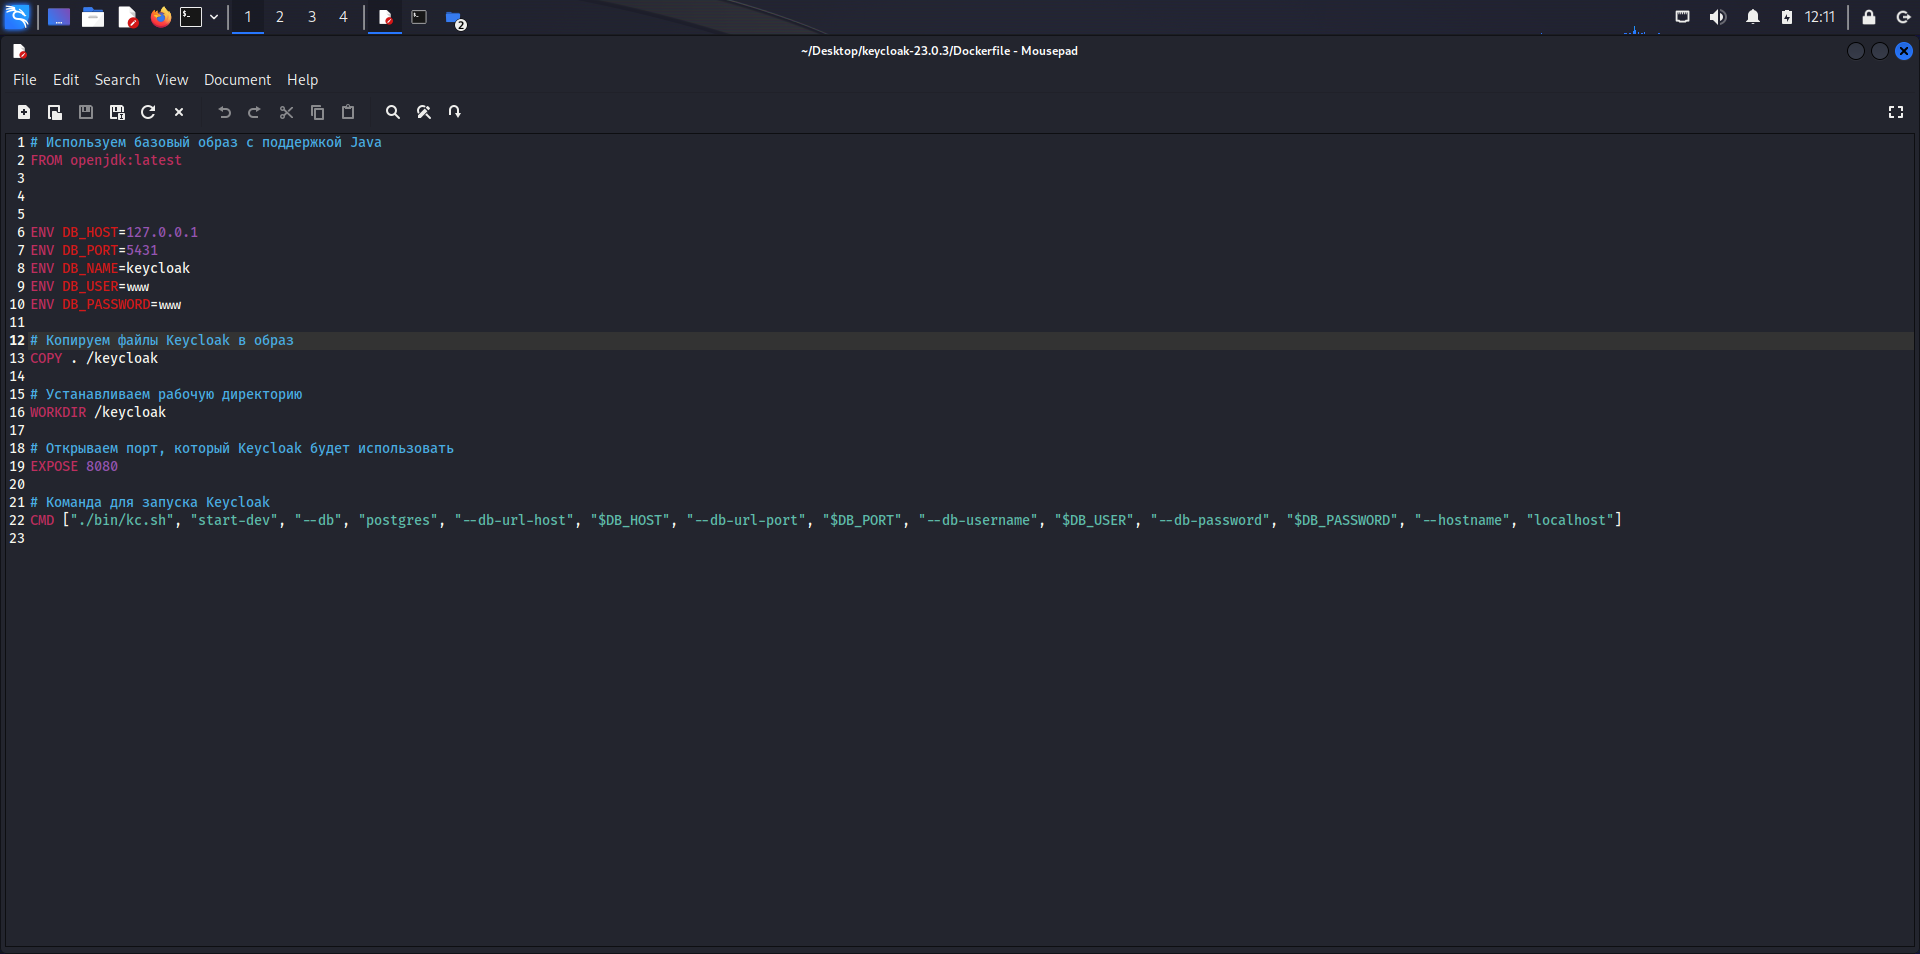 1 2 3 4 2 12:11
~/Desktop/keycloak-23.0.3/Dockerfile - Mousepad
File Edit Search View Document Help
1 # Используем базовый образ с поддержкой Java
2 FROM openjdk:latest
3
4
5
6 ENV DB_HOST=127.0.0.1
7 ENV DB_PORT=5431
8 ENV DB_NAME=keycloak
9 ENV DB_USER=www
10 ENV DB_PASSWORD=www
11
12 # Копируем файлы Keycloak в образ
13 COPY . /keycloak
14
15 # Устанавливаем рабочую директорию
16 WORKDIR /keycloak
17
18 # Открываем порт, который Keycloak будет использовать
19 EXPOSE 8080
20
21 # Команда для запуска Keycloak
22 CMD ["./bin/kc.sh", "start-dev", "--db", "postgres", "--db-url-host", "$DB_HOST", "--db-url-port", "$DB_PORT", "--db-username", "$DB_USER", "--db-password", "$DB_PASSWORD", "--hostname", "localhost"]
23